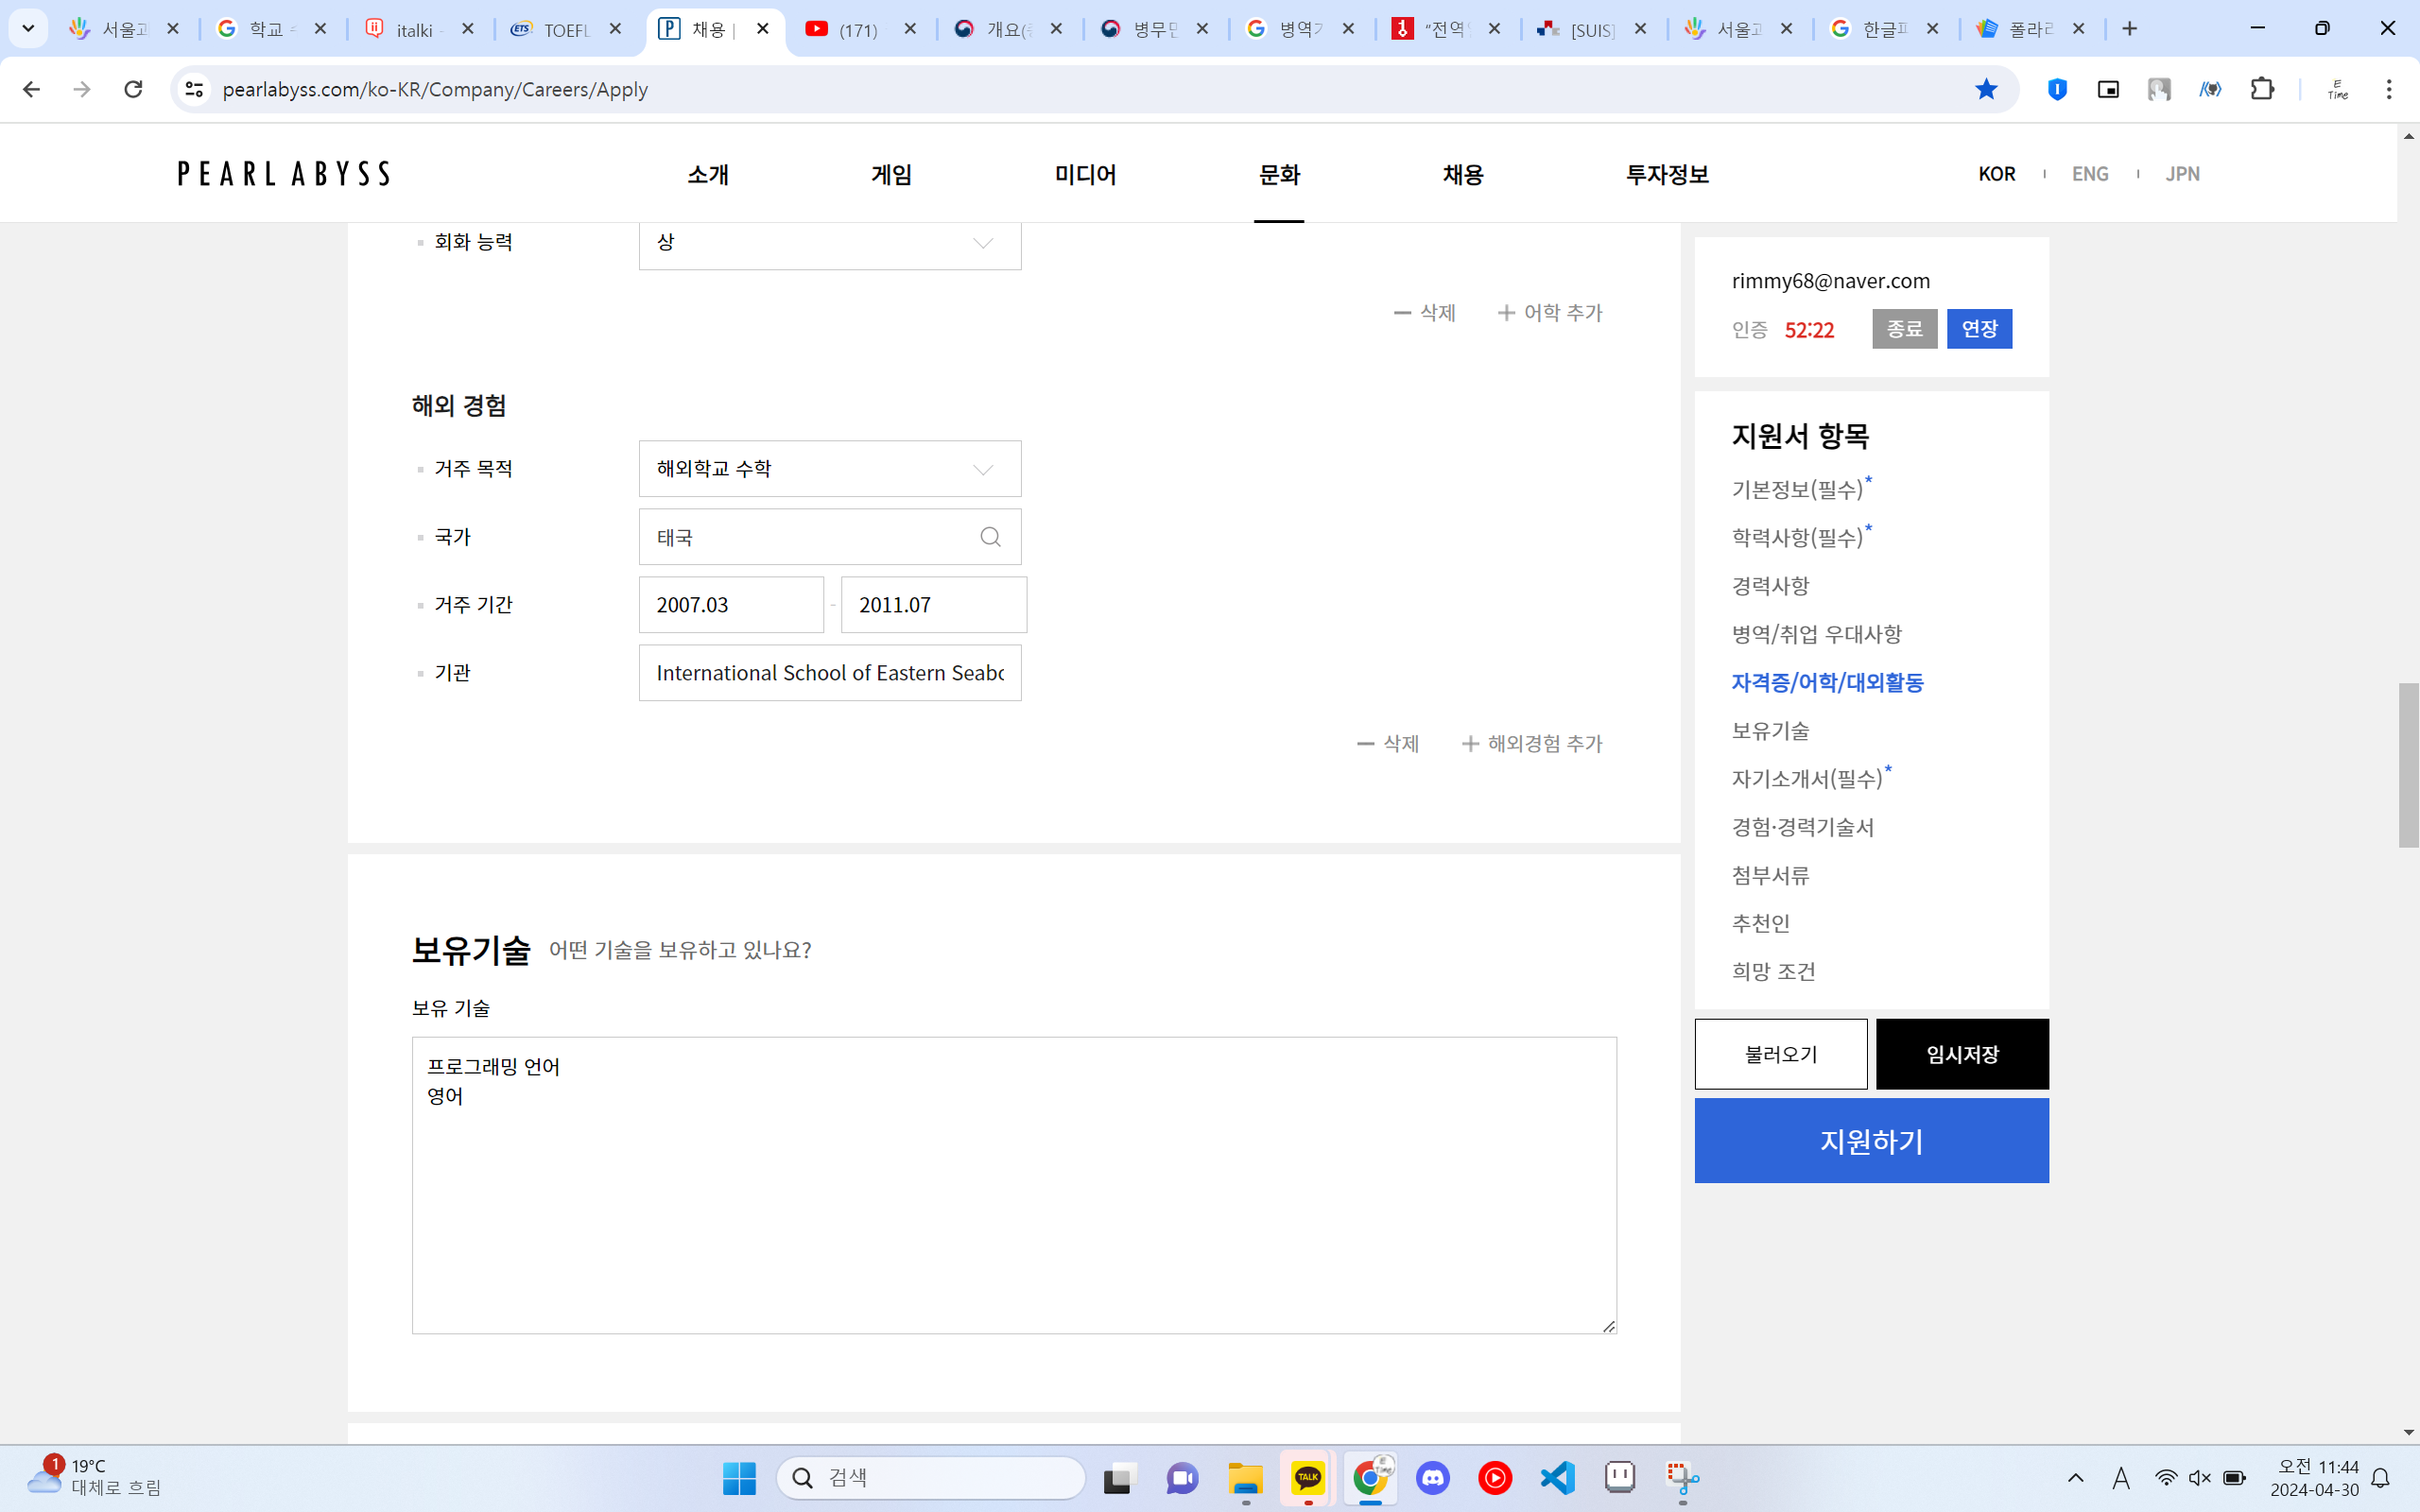 서울고
학교
italki
TOEFL
채용 |
(171)
개요(
병무민
병역
"전역
[SUIS]
서울고
한글
폴라리
pearlabyss.com/ko-KR/Company/Careers/Apply
E Time
PEARL ABYSS
소개
게임
미디어
문화
채용
투자정보
KOR
ENG
JPN
회화 능력
상
삭제
어학 추가
해외 경험
거주 목적
해외학교 수학
국가
태국
거주 기간
2007.03
-
2011.07
기관
International School of Eastern Seabo
삭제
해외경험 추가
보유기술 어떤 기술을 보유하고 있나요?
보유 기술
프로그래밍 언어
영어
rimmy68@naver.com
인증 52:22 종료 연장
지원서 항목
기본정보(필수)*
학력사항(필수)*
경력사항
병역/취업 우대사항
자격증/어학/대외활동
보유기술
자기소개서(필수)*
경험·경력기술서
첨부서류
추천인
희망 조건
불러오기
임시저장
지원하기
1
19°C
대체로 흐림
검색
TALK
A
오전 11:44
2024-04-30